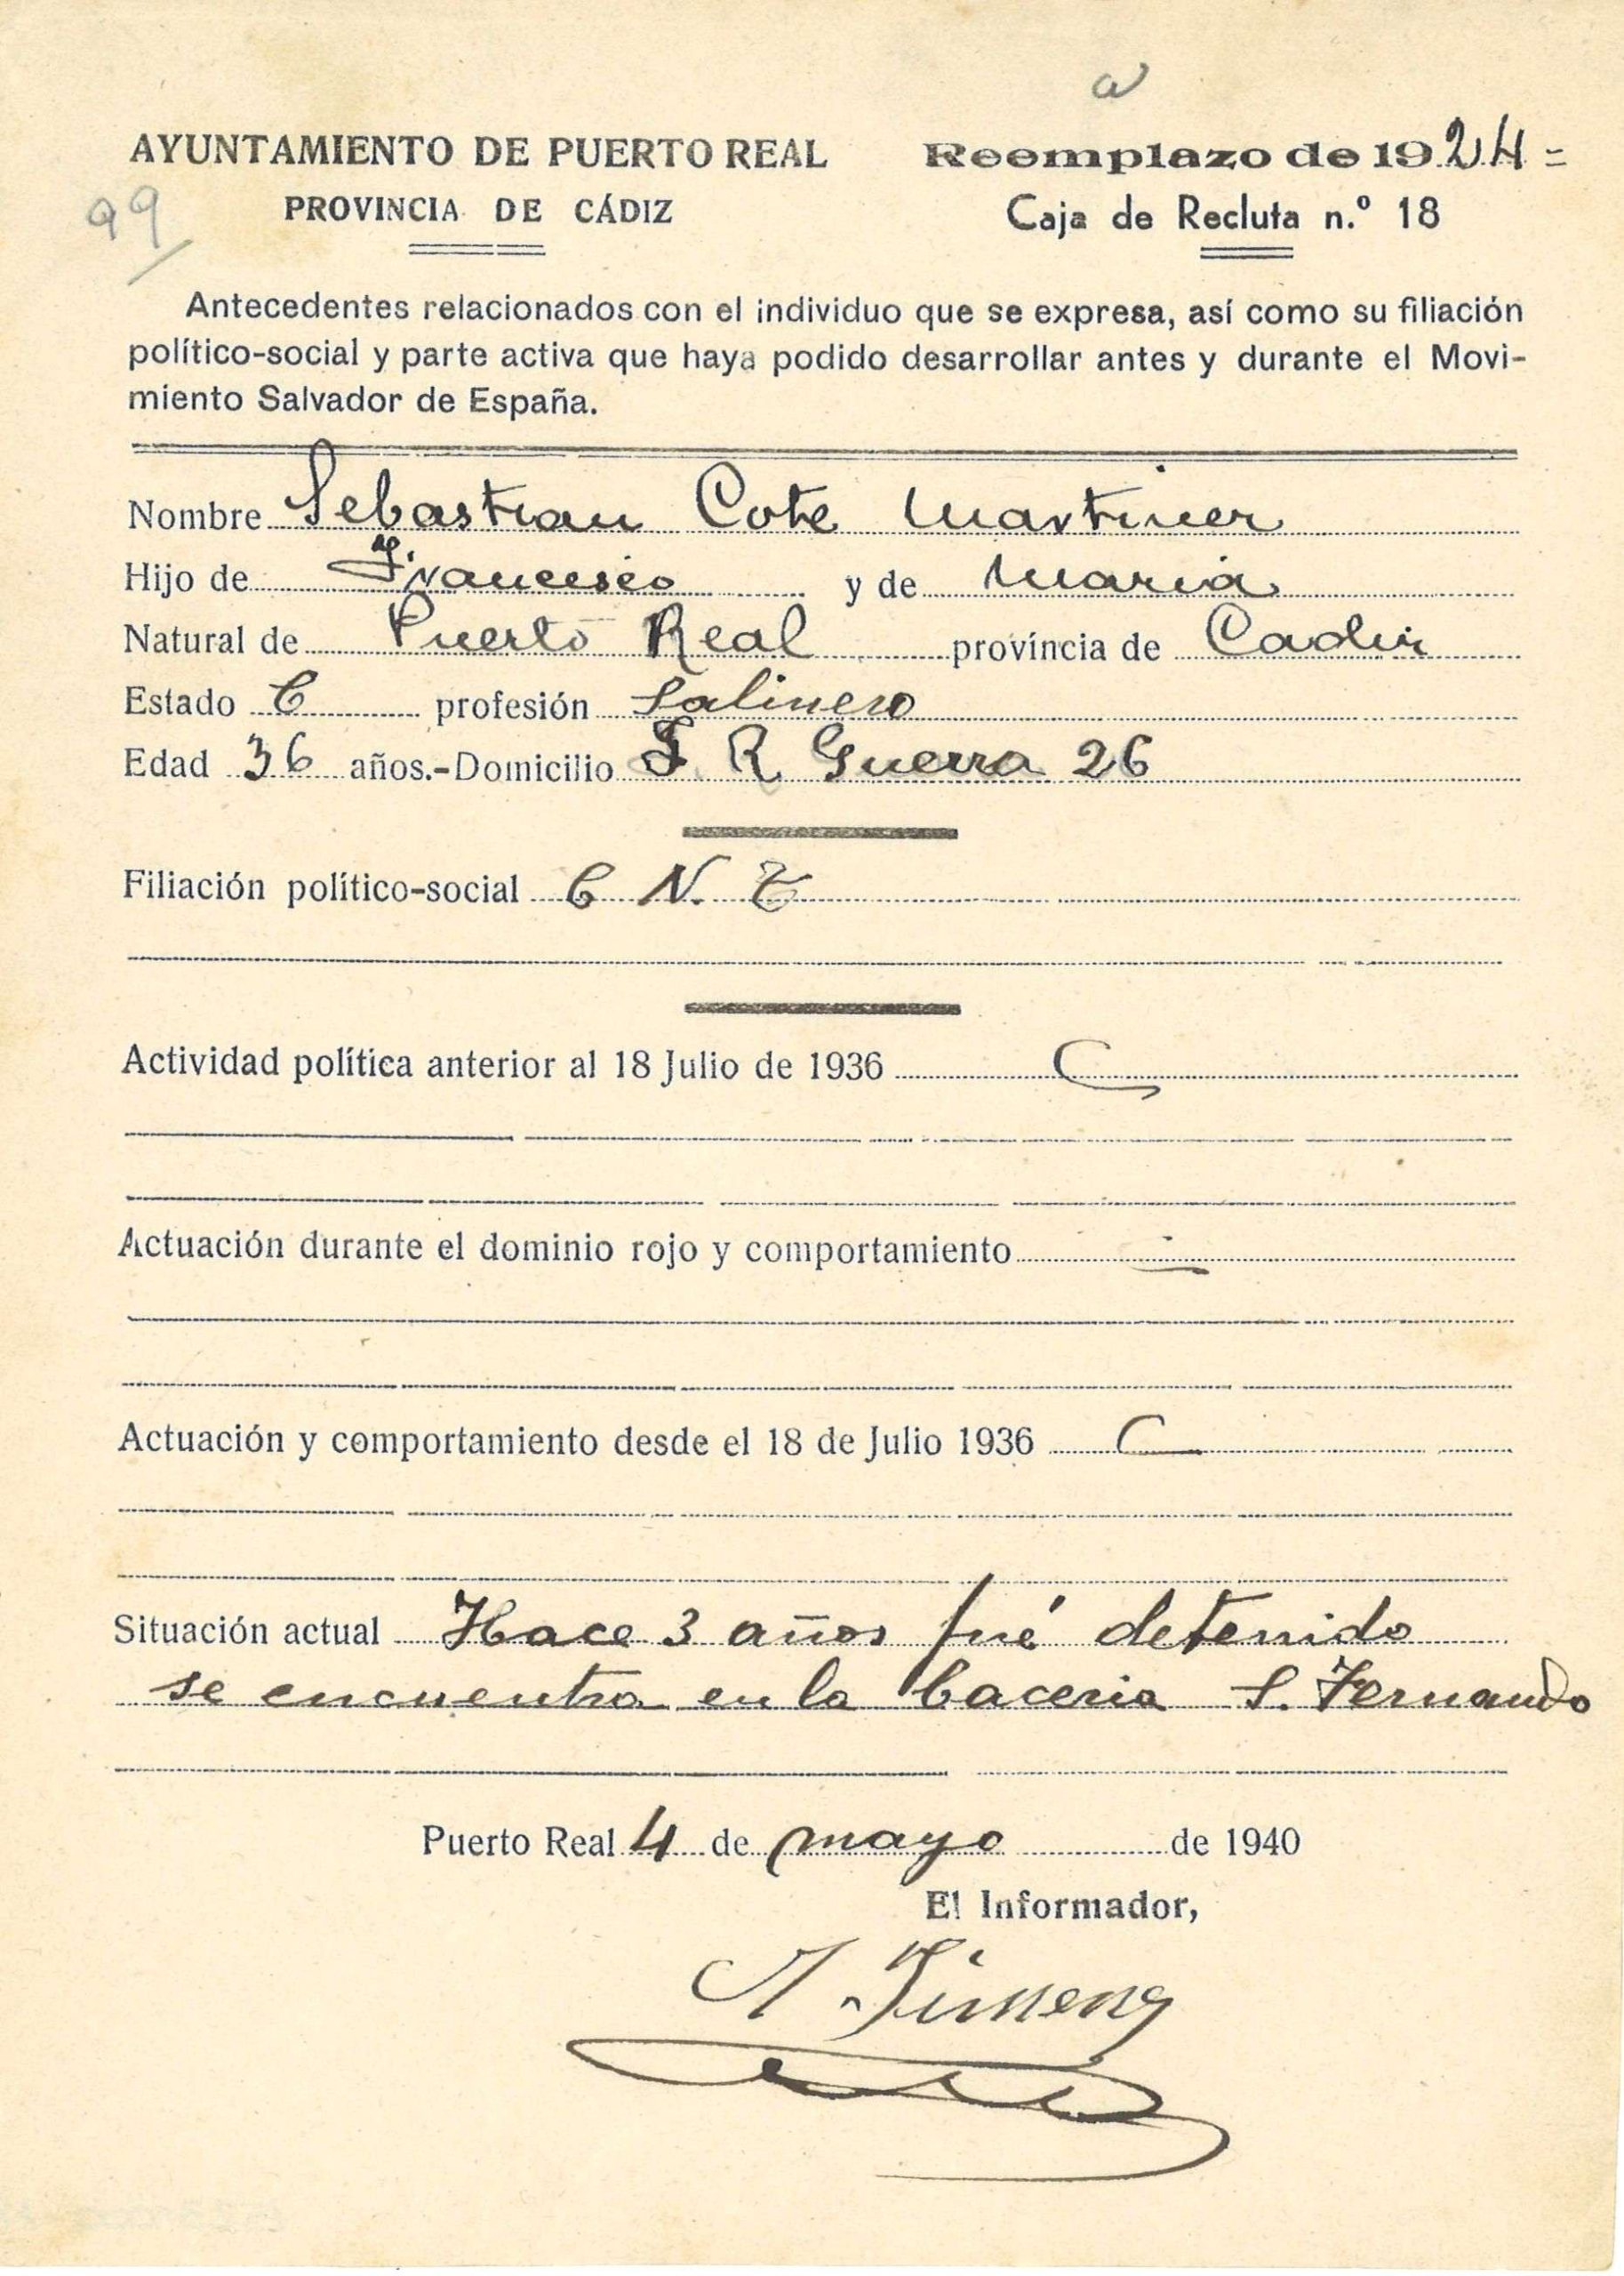 a
AYUNTAMIENTO DE PUERTO REAL
Reemplazo de 1924=
99
PROVINCIA DE CÁDIZ
Caja de Recluta n.º 18
Antecedentes relacionados con el individuo que se expresa, así como su filiación
político-social y parte activa que haya podido desarrollar antes y durante el Movi-
miento Salvador de España.
Nombre Sebastian Cote Martinez
Hijo de Francisco y de Maria
Natural de Puerto Real provincia de Cadiz
Estado C profesión Salinero
Edad 36 años.-Domicilio S. R Guerra 26
Filiación político-social C N. T
Actividad política anterior al 18 Julio de 1936
Actuación durante el dominio rojo y comportamiento
Actuación y comportamiento desde el 18 de Julio 1936
Situación actual Hace 3 años fué detenido
se encuentra en la Caceria S. Fernando
Puerto Real 4 de mayo de 1940
El Informador,